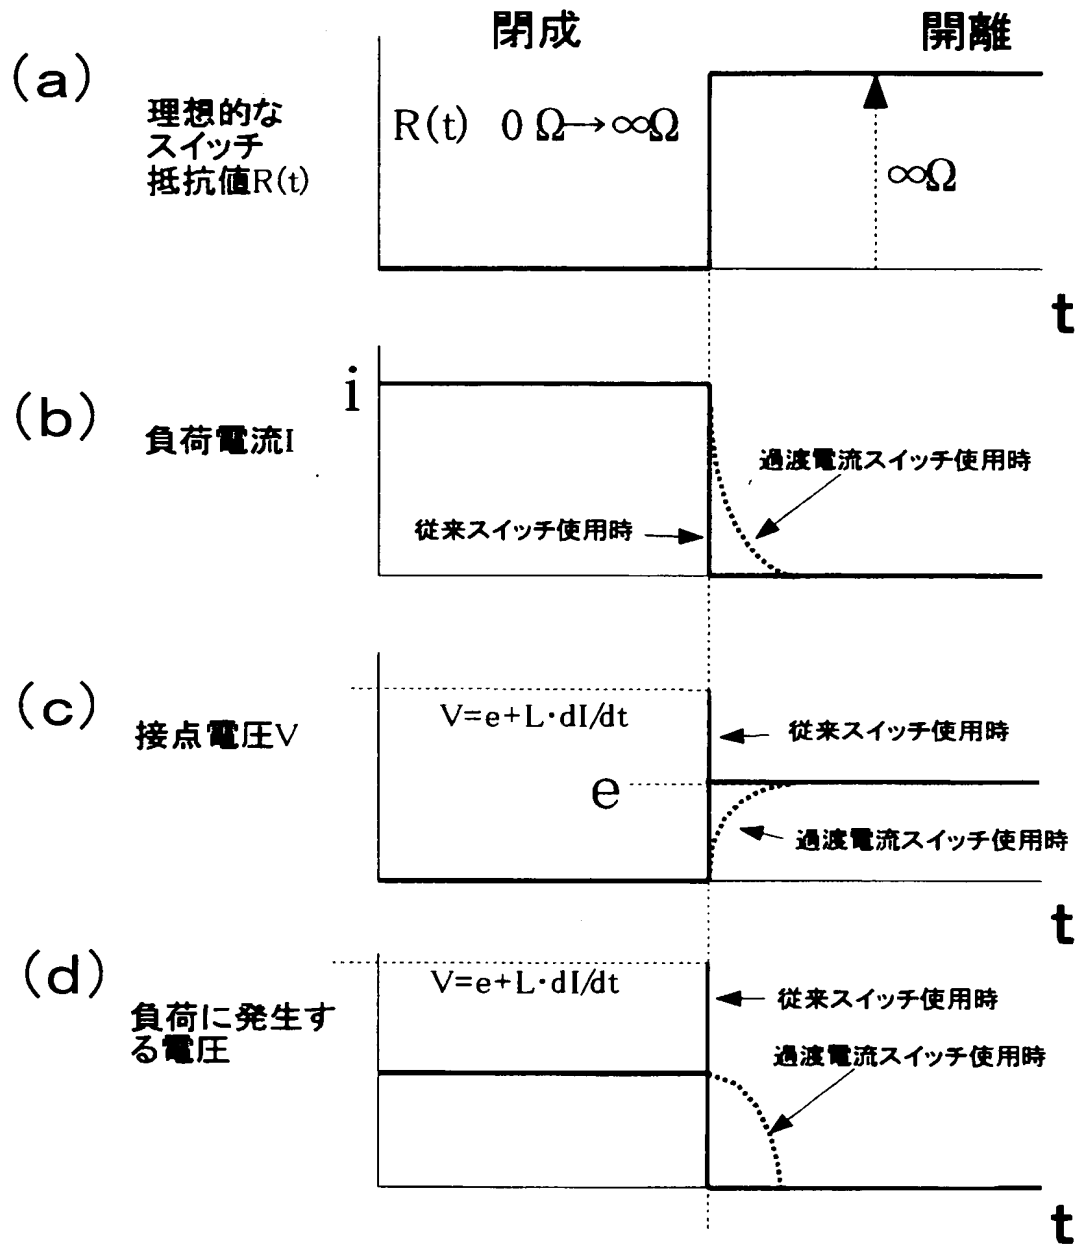 閉成
開離
(a)
理想的な
スイッチ
抵抗値R(t)
R(t) 0Ω→∞Ω
∞Ω
t
(b)
負荷電流I
i
過渡電流スイッチ使用時
従来スイッチ使用時
(c)
接点電圧V
V=e+L·dI/dt
従来スイッチ使用時
e
過渡電流スイッチ使用時
t
(d)
負荷に発生す
る電圧
V=e+L·dI/dt
従来スイッチ使用時
過渡電流スイッチ使用時
t